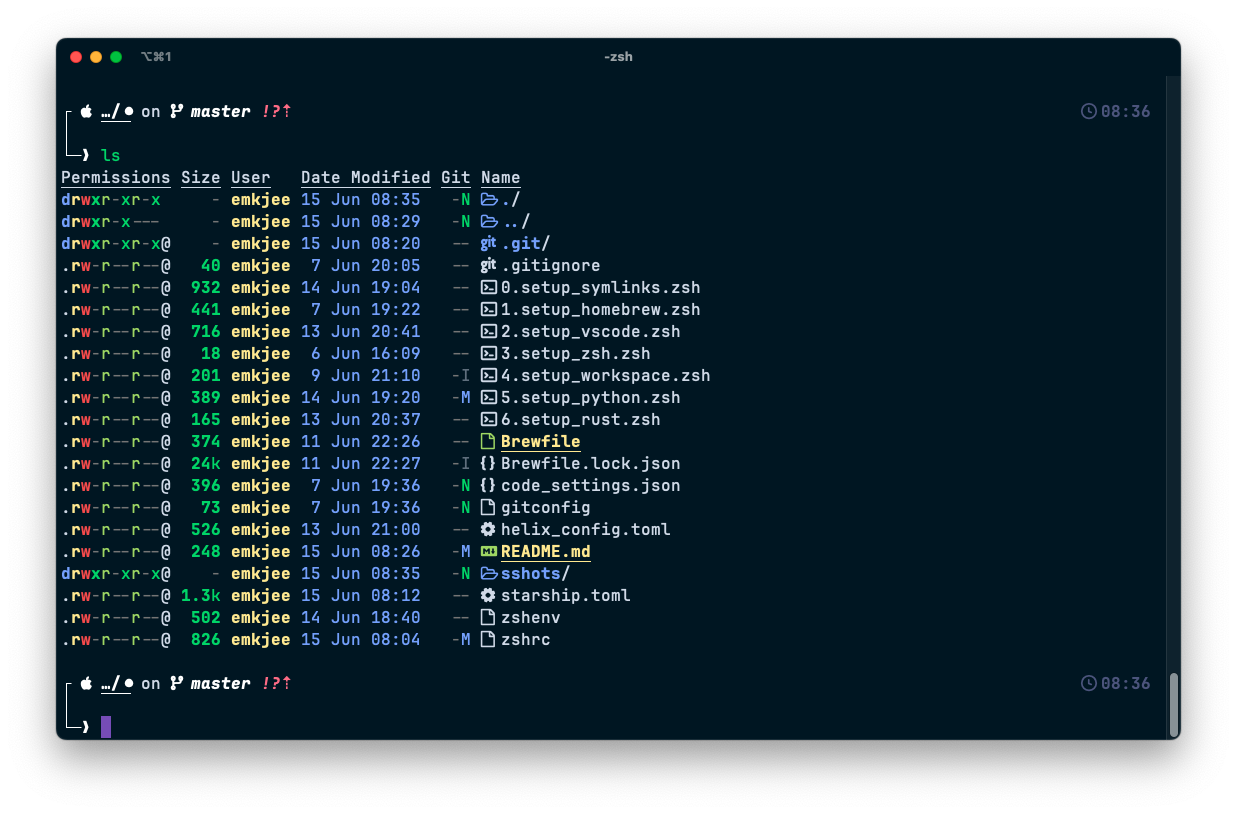 ⌥⌘1 -zsh
…/● on master !?⇡ 08:36
❯ ls
Permissions Size User Date Modified Git Name
drwxr-xr-x - emkjee 15 Jun 08:35 -N ./
drwxr-x--- - emkjee 15 Jun 08:29 -N ../
drwxr-xr-x@ - emkjee 15 Jun 08:20 -- git .git/
.rw-r--r--@ 40 emkjee 7 Jun 20:05 -- git .gitignore
.rw-r--r--@ 932 emkjee 14 Jun 19:04 -- 0.setup_symlinks.zsh
.rw-r--r--@ 441 emkjee 7 Jun 19:22 -- 1.setup_homebrew.zsh
.rw-r--r--@ 716 emkjee 13 Jun 20:41 -- 2.setup_vscode.zsh
.rw-r--r--@ 18 emkjee 6 Jun 16:09 -- 3.setup_zsh.zsh
.rw-r--r--@ 201 emkjee 9 Jun 21:10 -I 4.setup_workspace.zsh
.rw-r--r--@ 389 emkjee 14 Jun 19:20 -M 5.setup_python.zsh
.rw-r--r--@ 165 emkjee 13 Jun 20:37 -- 6.setup_rust.zsh
.rw-r--r--@ 374 emkjee 11 Jun 22:26 -- Brewfile
.rw-r--r--@ 24k emkjee 11 Jun 22:27 -I {} Brewfile.lock.json
.rw-r--r--@ 396 emkjee 7 Jun 19:36 -N {} code_settings.json
.rw-r--r--@ 73 emkjee 7 Jun 19:36 -N gitconfig
.rw-r--r--@ 526 emkjee 13 Jun 21:00 -- helix_config.toml
.rw-r--r--@ 248 emkjee 15 Jun 08:26 -M README.md
drwxr-xr-x@ - emkjee 15 Jun 08:35 -N sshots/
.rw-r--r--@ 1.3k emkjee 15 Jun 08:12 -- starship.toml
.rw-r--r--@ 502 emkjee 14 Jun 18:40 -- zshenv
.rw-r--r--@ 826 emkjee 15 Jun 08:04 -M zshrc
…/● on master !?⇡ 08:36
❯